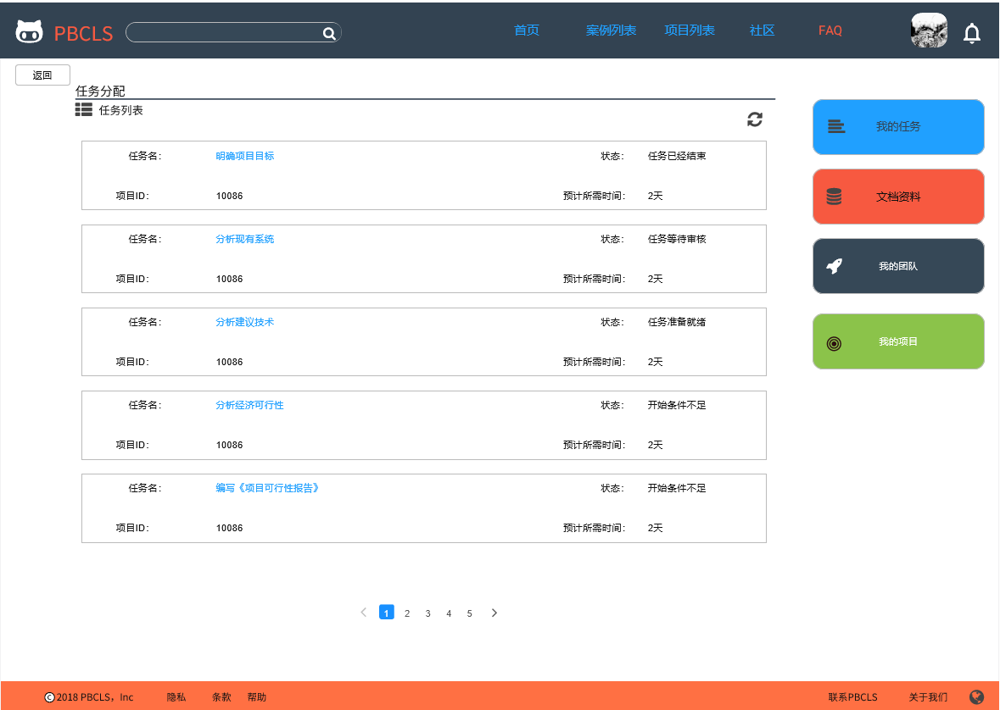 PBCLS 首页 案例列表 项目列表 社区 FAQ
返回
任务分配
任务列表
任务名： 明确项目目标 状态： 任务已经结束
项目ID： 10086 预计所需时间： 2天
任务名： 分析现有系统 状态： 任务等待审核
项目ID： 10086 预计所需时间： 2天
任务名： 分析建议技术 状态： 任务准备就绪
项目ID： 10086 预计所需时间： 2天
任务名： 分析经济可行性 状态： 开始条件不足
项目ID： 10086 预计所需时间： 2天
任务名： 编写《项目可行性报告》 状态： 开始条件不足
项目ID： 10086 预计所需时间： 2天
1 2 3 4 5
我的任务
文档资料
我的团队
我的项目
©2018 PBCLS，Inc 隐私 条款 帮助 联系PBCLS 关于我们